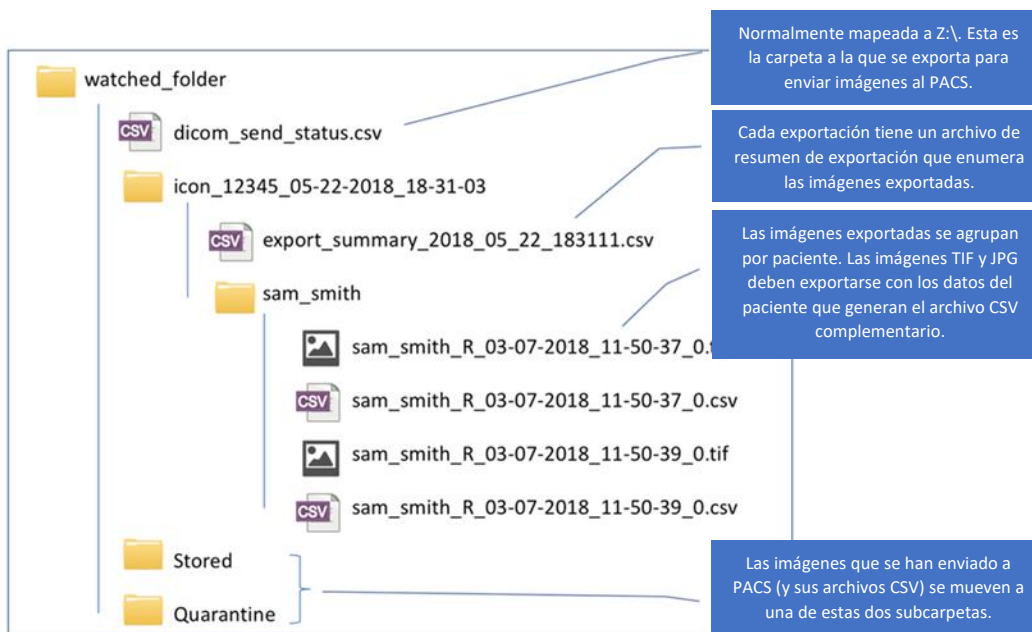 Normalmente mapeada a Z:\. Esta es
la carpeta a la que se exporta para
enviar imágenes al PACS.
watched_folder
CSV
dicom_send_status.csv
Cada exportación tiene un archivo de
resumen de exportación que enumera
las imágenes exportadas.
icon_12345_05-22-2018_18-31-03
CSV
export_summary_2018_05_22_183111.csv
Las imágenes exportadas se agrupan
por paciente. Las imágenes TIF y JPG
deben exportarse con los datos del
paciente que generan el archivo CSV
complementario.
sam_smith
sam_smith_R_03-07-2018_11-50-37_0.
CSV
sam_smith_R_03-07-2018_11-50-37_0.csv
sam_smith_R_03-07-2018_11-50-39_0.tif
CSV
sam_smith_R_03-07-2018_11-50-39_0.csv
Stored
Quarantine
Las imágenes que se han enviado a
PACS (y sus archivos CSV) se mueven a
una de estas dos subcarpetas.